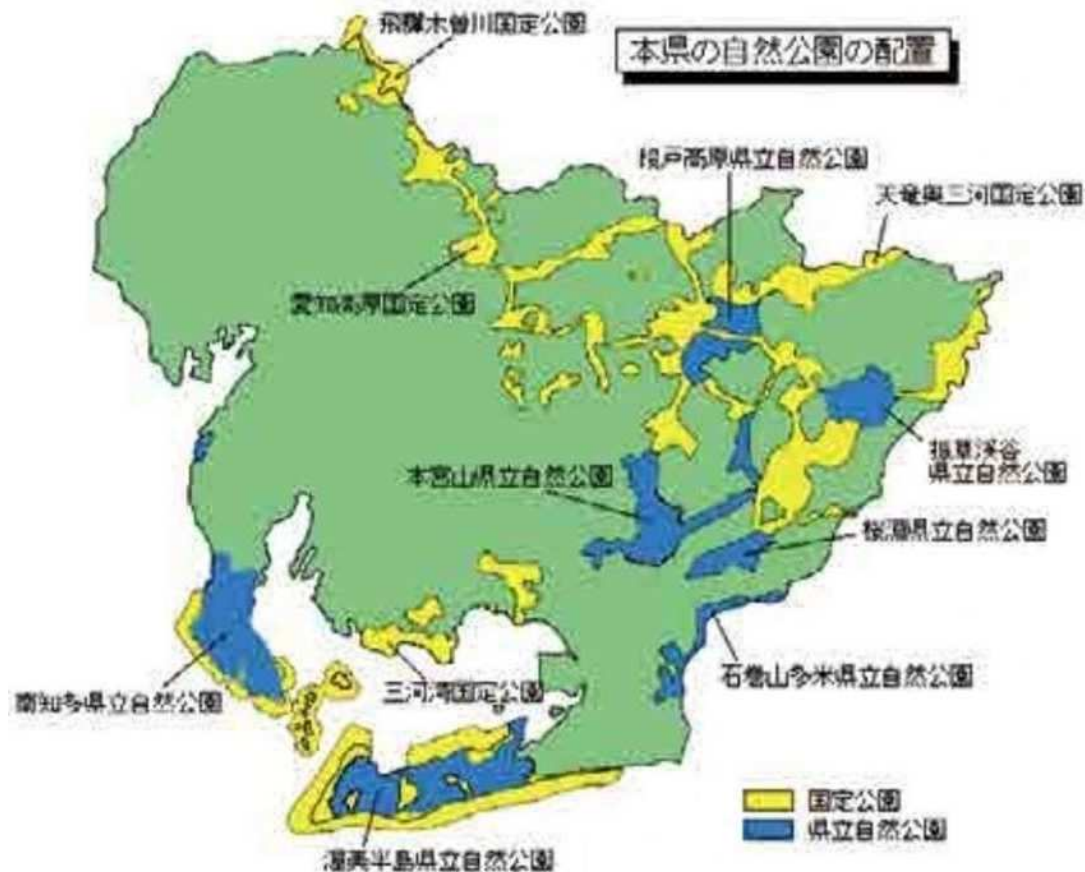 飛騨木曽川国定公園
本県の自然公園の配置
段戸高原県立自然公園
天竜奥三河国定公園
愛知高原国定公園
振草渓谷
県立自然公園
本宮山県立自然公園
桜淵県立自然公園
石巻山多米県立自然公園
南知多県立自然公園
三河湾国定公園
国定公園
県立自然公園
渥美半島県立自然公園